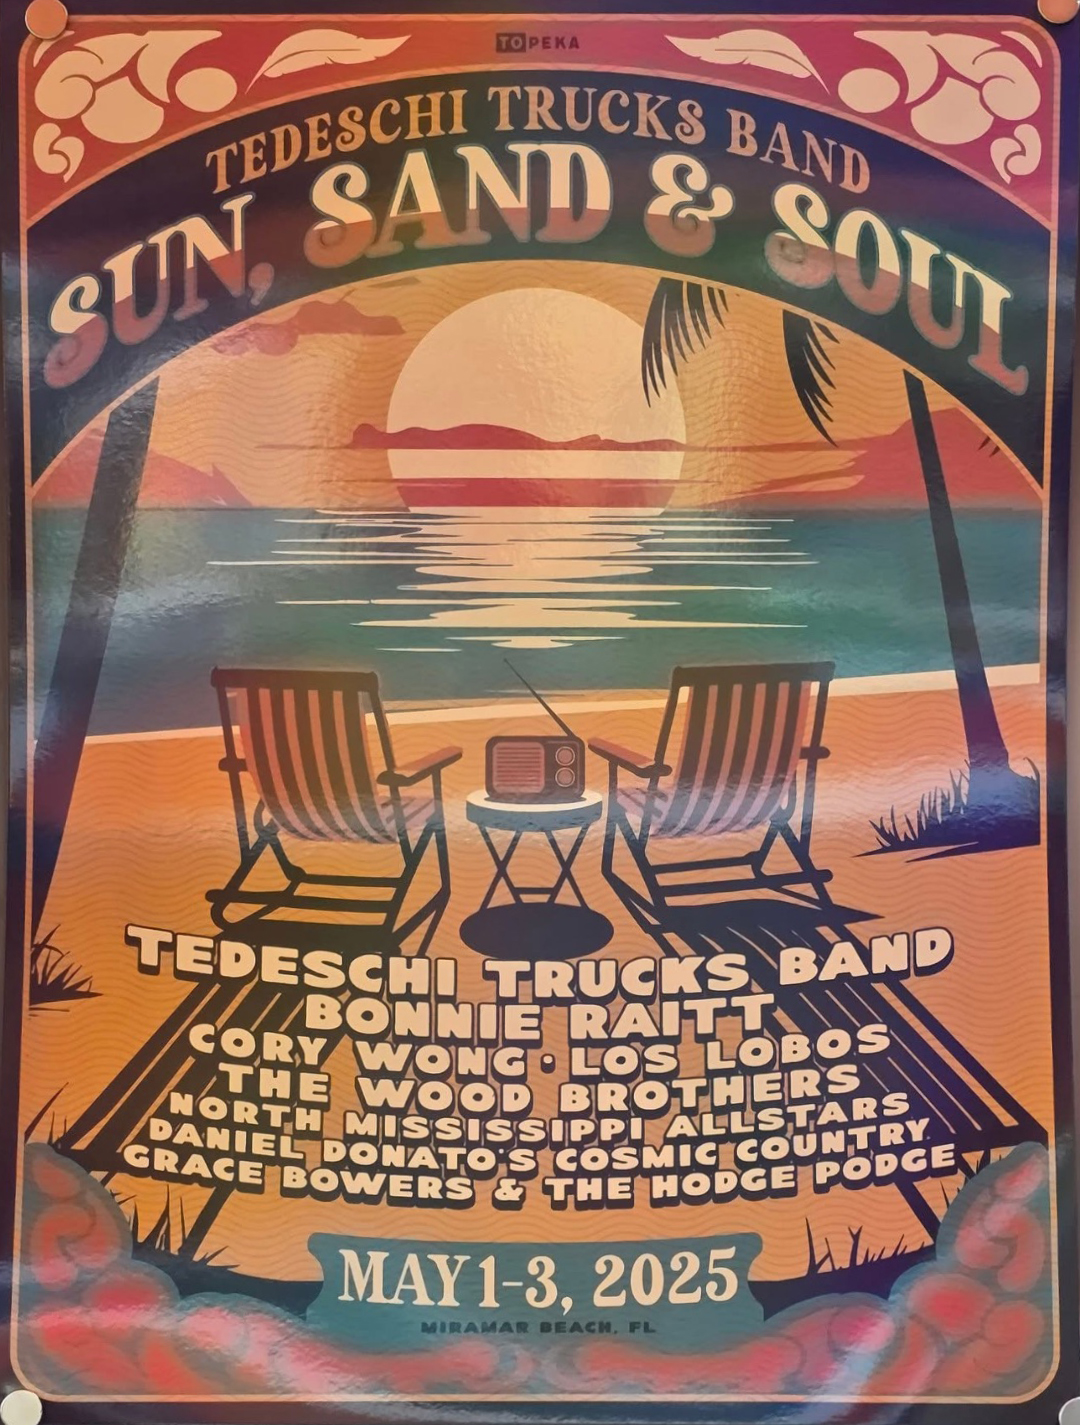 TOPEKA
TEDESCHI TRUCKS BAND
SUN, SAND & SOUL
TEDESCHI TRUCKS BAND
BONNIE RAITT
CORY WONG • LOS LOBOS
THE WOOD BROTHERS
NORTH MISSISSIPPI ALLSTARS
DANIEL DONATO'S COSMIC COUNTRY
GRACE BOWERS & THE HODGE PODGE
MAY 1-3, 2025
MIRAMAR BEACH, FL